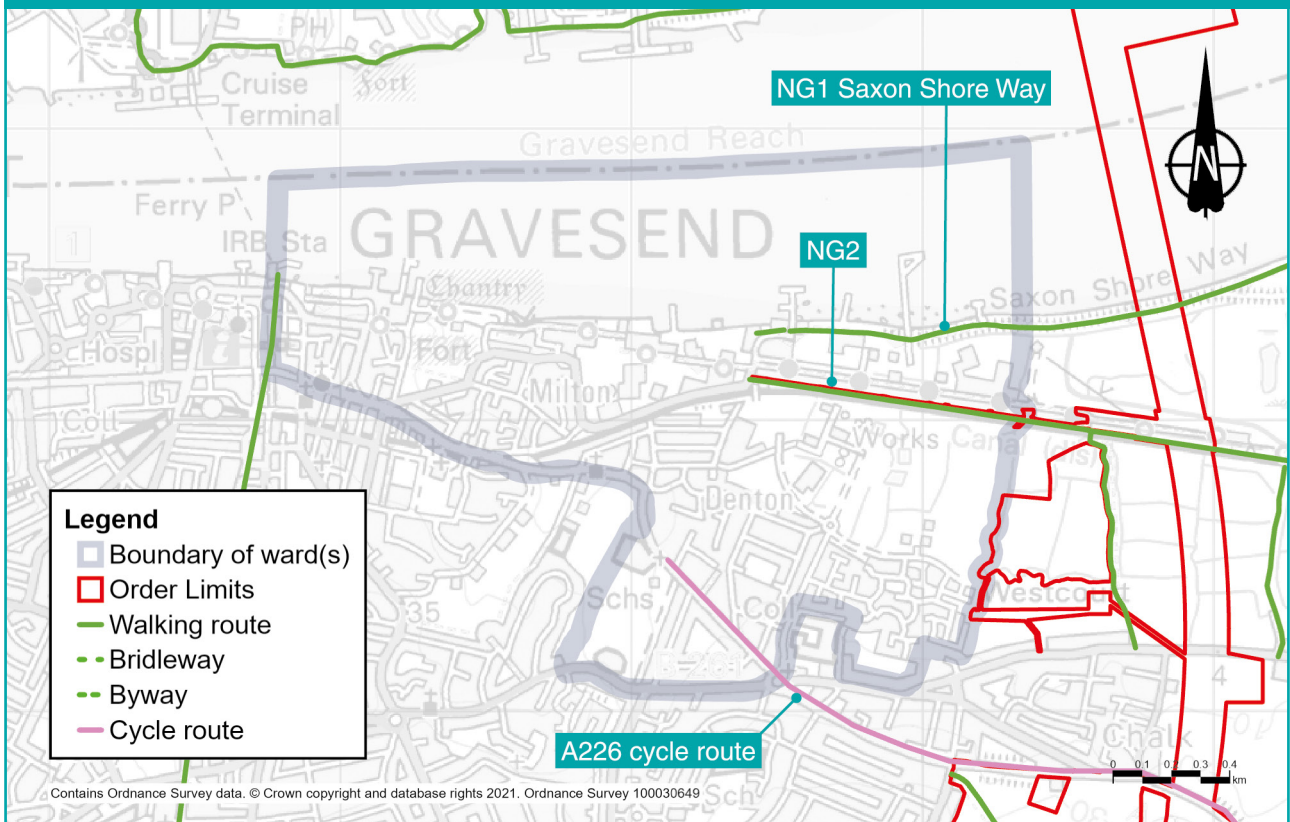 PH
Cruise
Terminal
Fort
NG1 Saxon Shore Way
Gravesend Reach
N
Ferry P
IRB Sta
GRAVESEND
1
NG2
Chantry
Saxon Shore Way
Hospl
Fort
Milton
Coll
Works
Denton
Legend
Boundary of ward(s)
Order Limits
Walking route
Bridleway
Byway
Cycle route
35
Schs
Coll
Westcourt
B 261
4
A226 cycle route
Chalk
0 0.1 0.2 0.3 0.4
km
Sch
Contains Ordnance Survey data. © Crown copyright and database rights 2021. Ordnance Survey 100030649